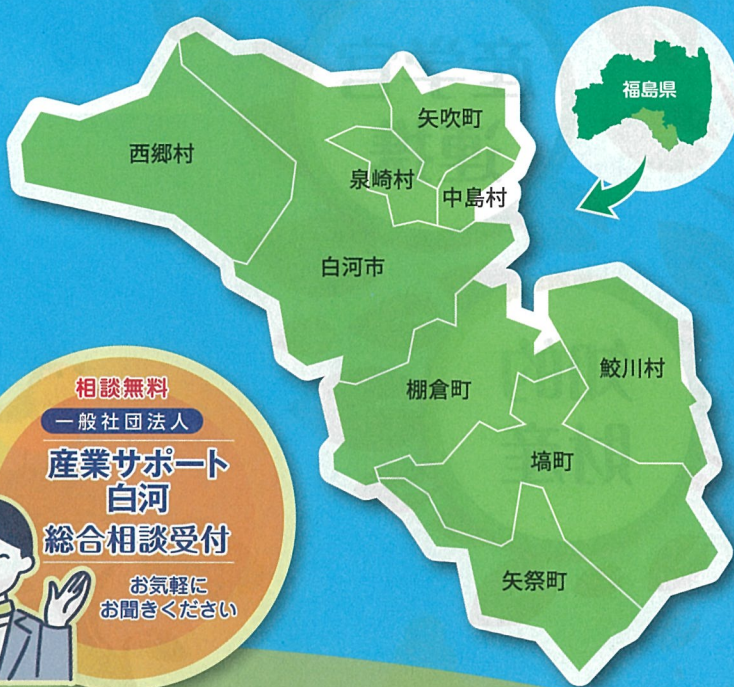 福島県
矢吹町
西郷村
泉崎村
中島村
白河市
鮫川村
棚倉町
塙町
矢祭町
相談無料
一般社団法人
産業サポート
白河
総合相談受付
お気軽に
お聞きください